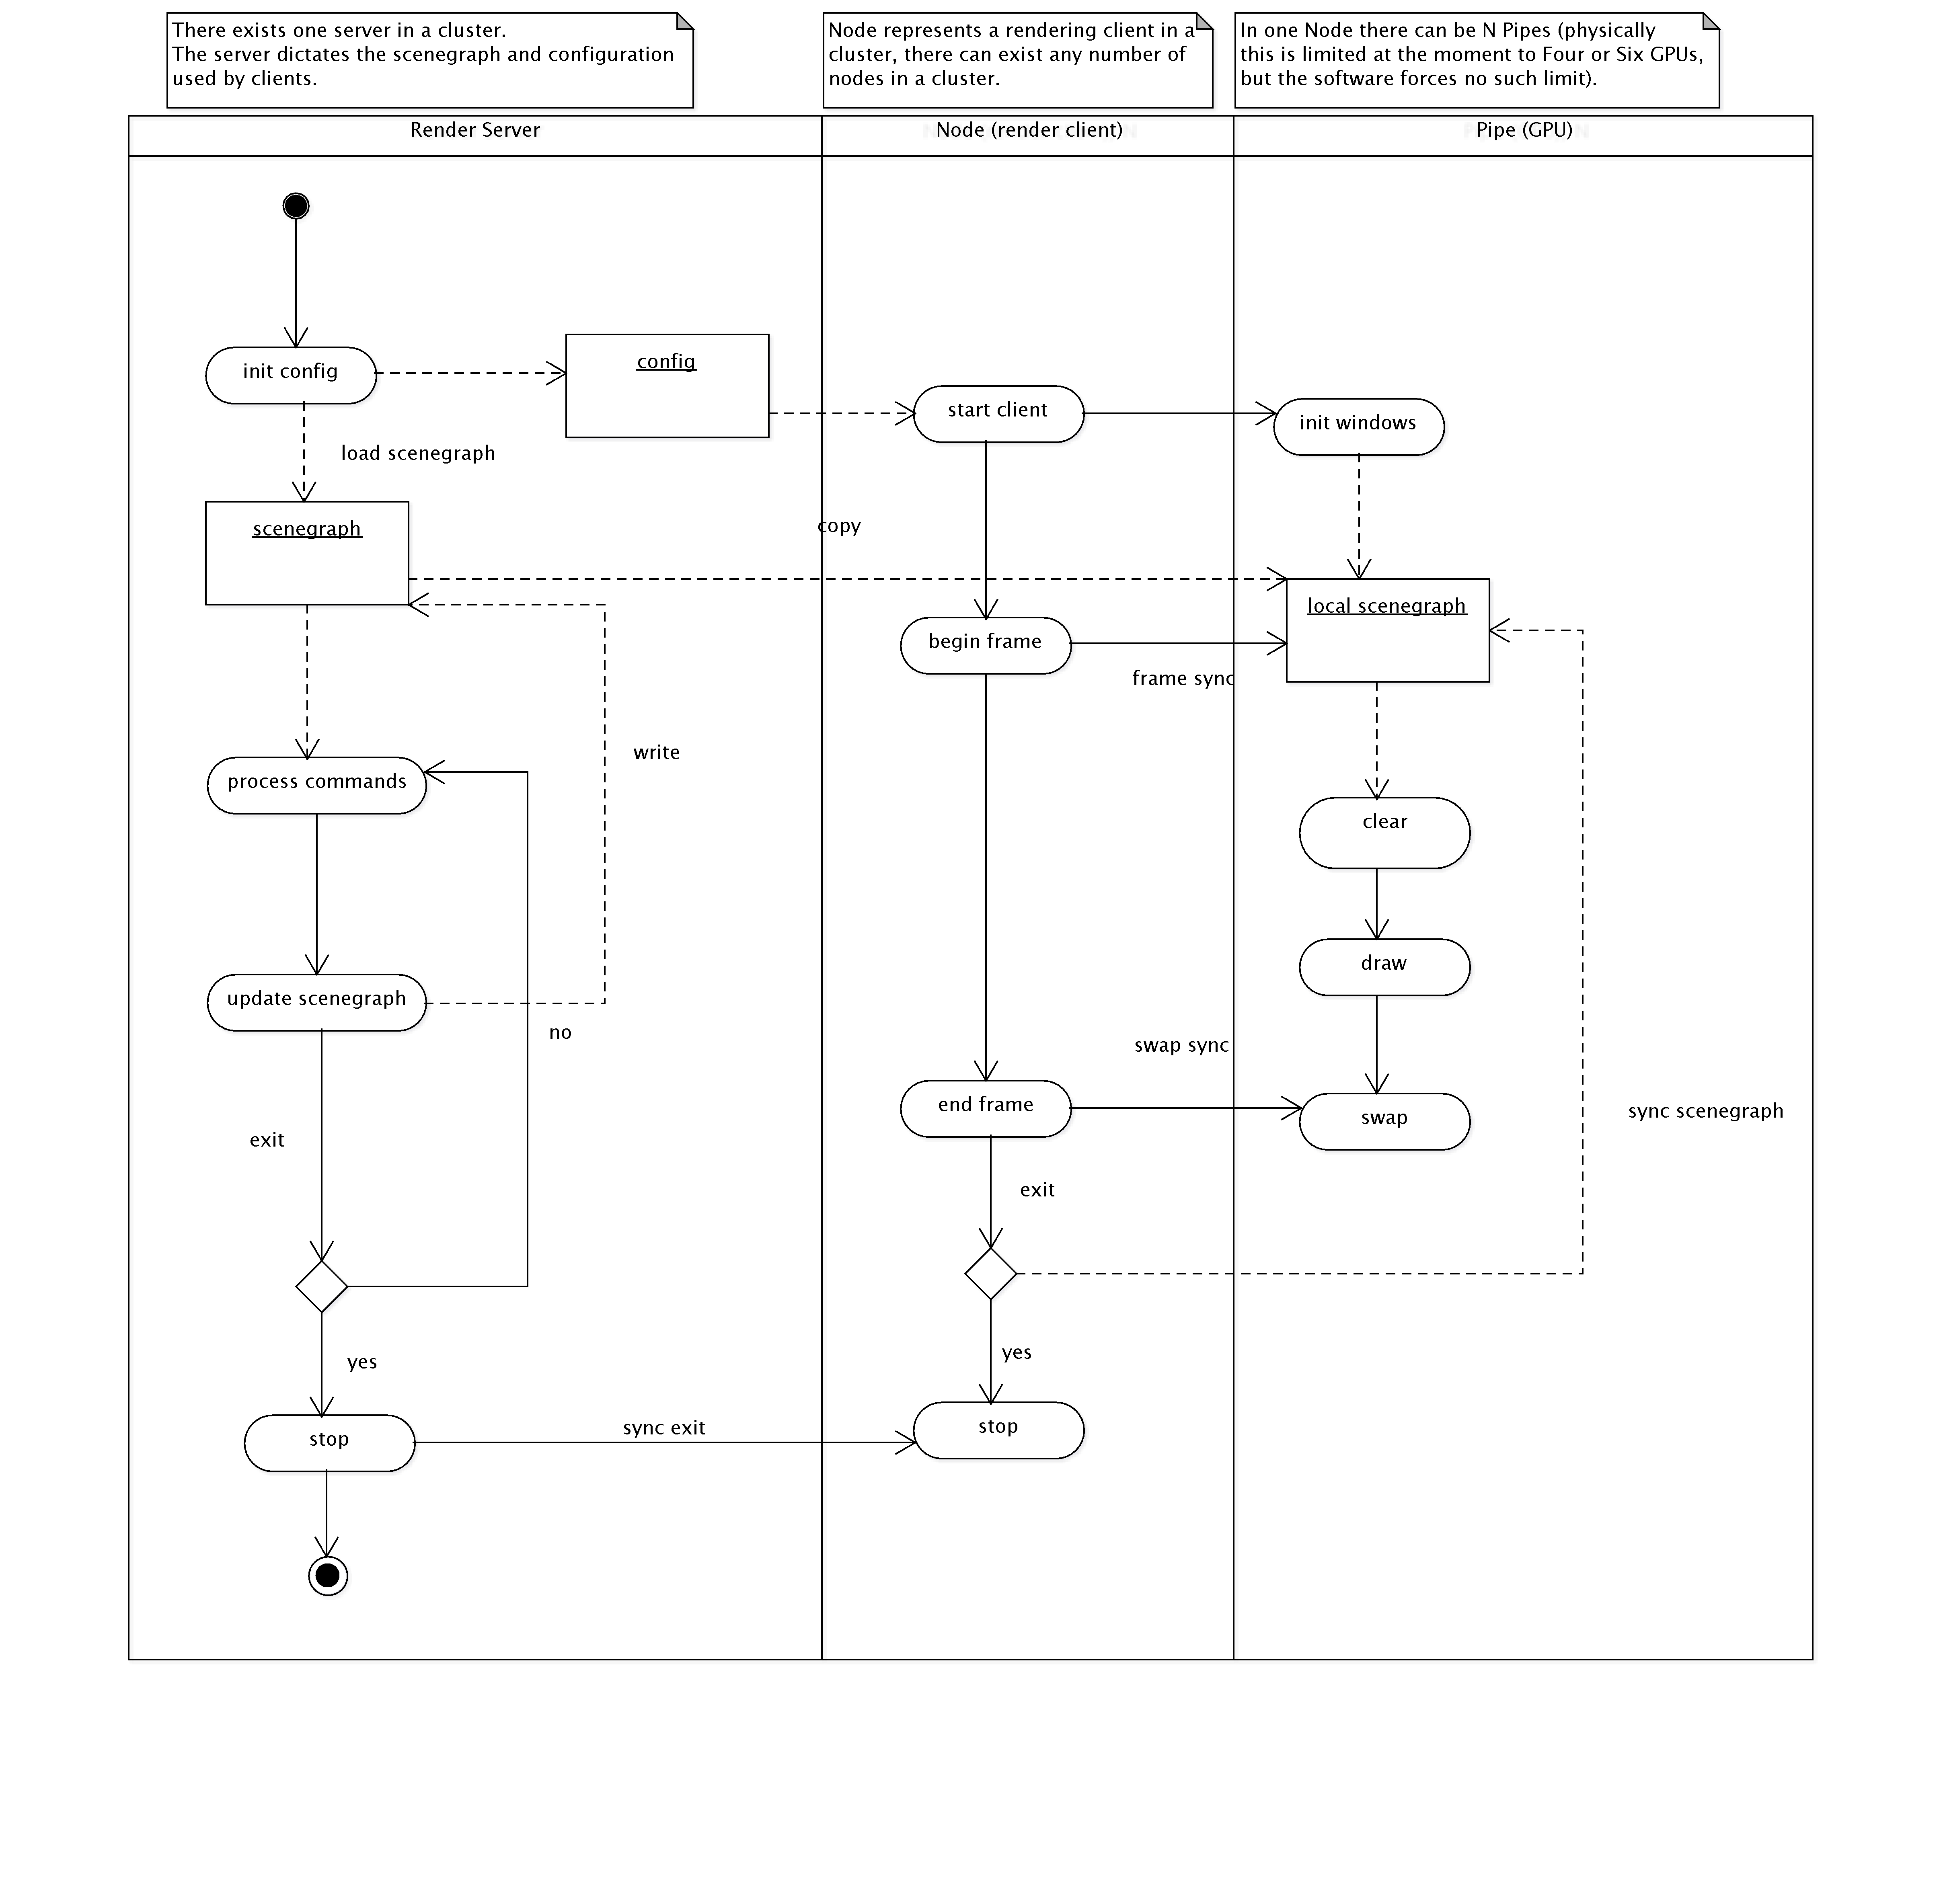 There exists one server in a cluster.
The server dictates the scenegraph and configuration
used by clients.
Node represents a rendering client in a
cluster, there can exist any number of
nodes in a cluster.
In one Node there can be N Pipes (physically
this is limited at the moment to Four or Six GPUs,
but the software forces no such limit).
Render Server
Node (render client)
Pipe (GPU)
init config
config
start client
init windows
load scenegraph
scenegraph
copy
local scenegraph
begin frame
frame sync
write
process commands
clear
draw
update scenegraph
no
swap sync
end frame
swap
sync scenegraph
exit
exit
yes
yes
stop
sync exit
stop